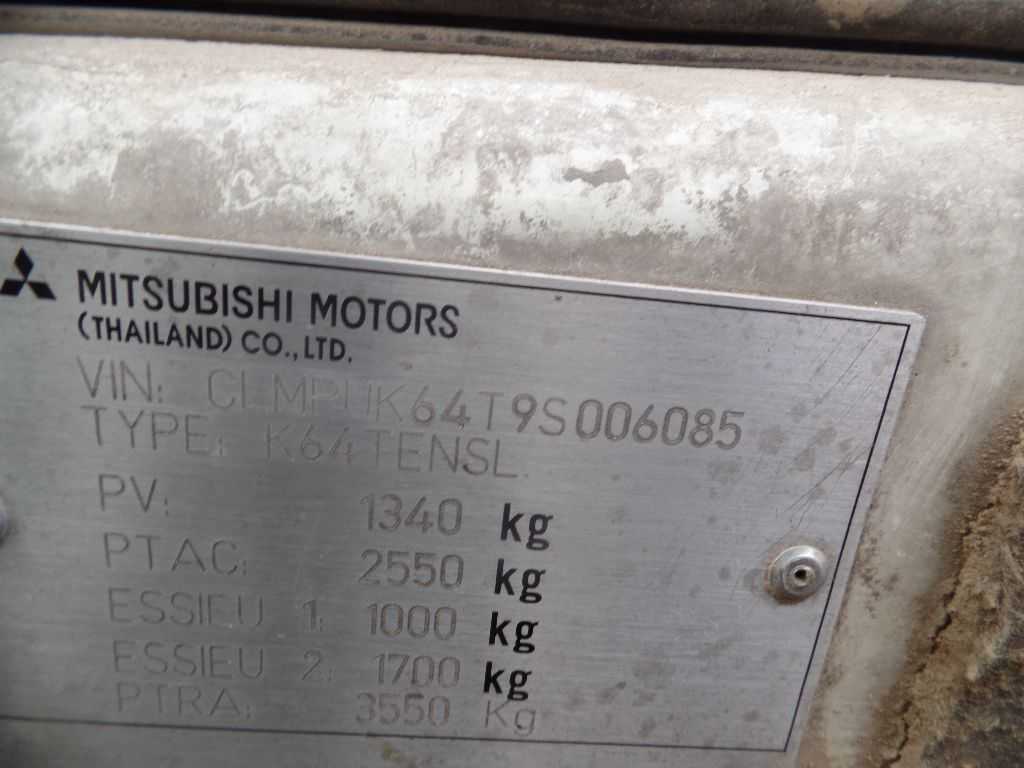 MITSUBISHI MOTORS
(THAILAND) CO., LTD.
VIN: CLMPUK64T9S006085
TYPE: K64TENSL
PV: 1340 kg
PTAC: 2550 kg
ESSIEU 1: 1000 kg
ESSIEU 2: 1700 kg
PTRA: 3550 Kg